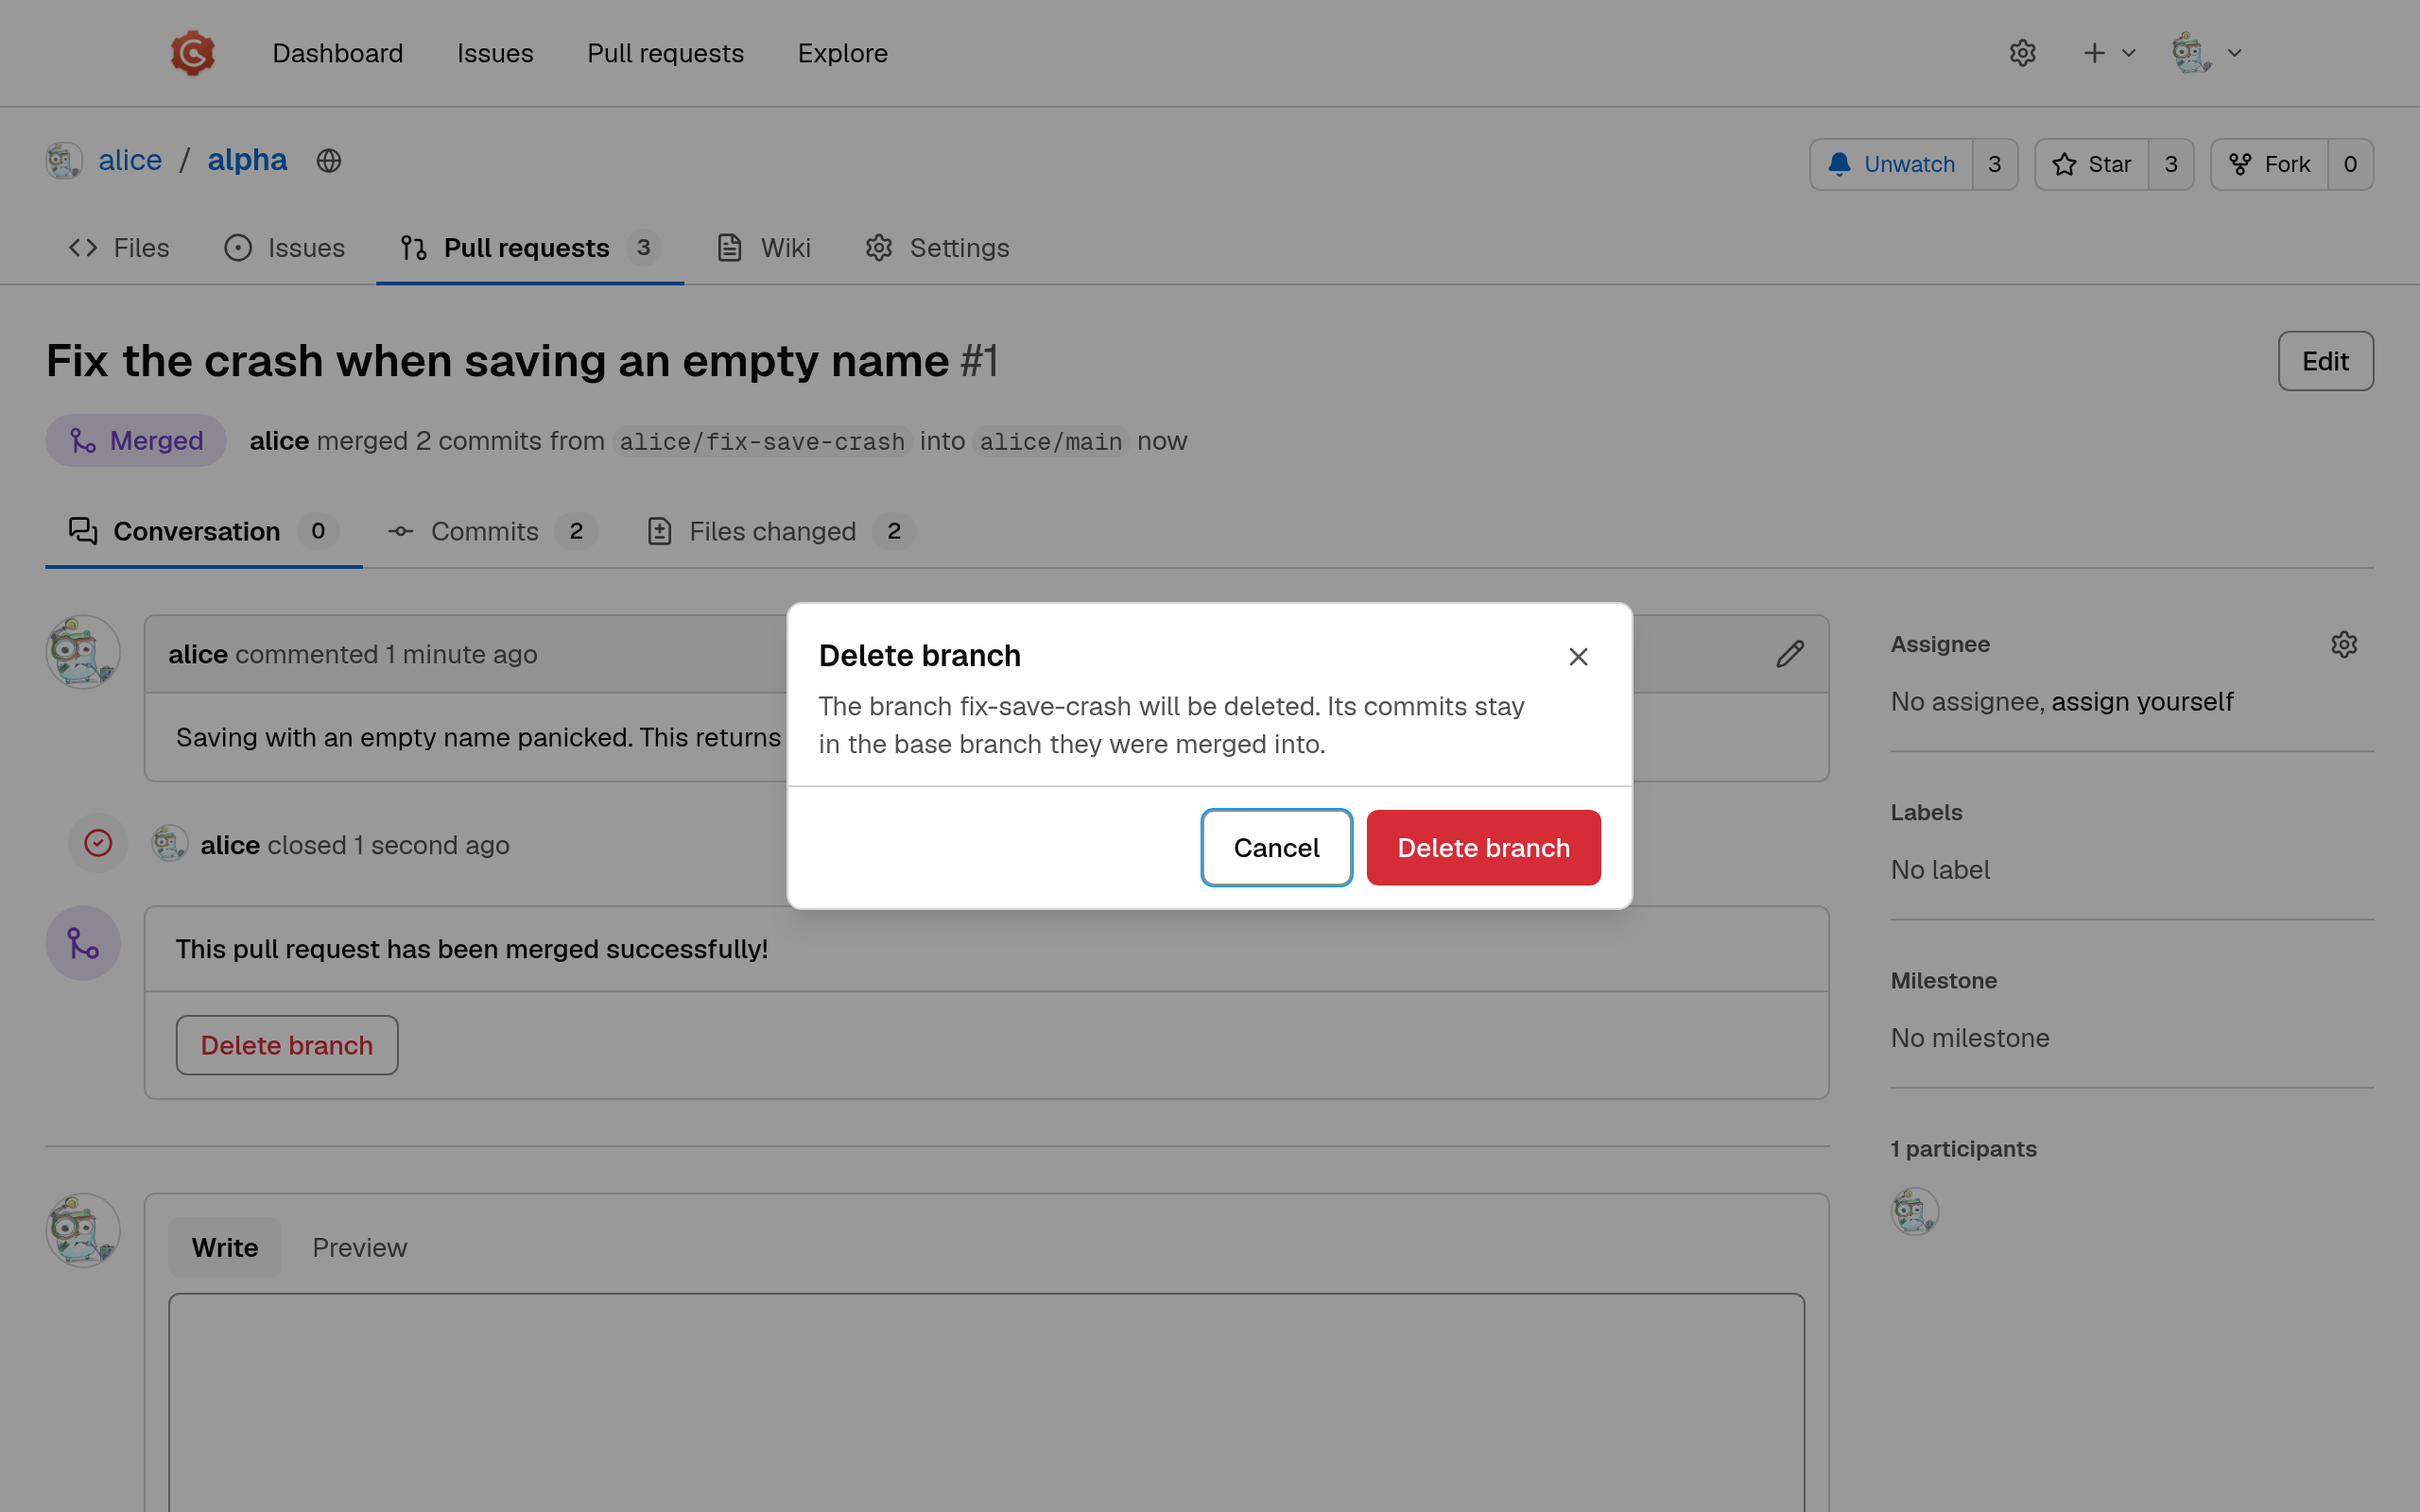 Dashboard Issues Pull requests Explore
alice / alpha
Unwatch 3 Star 3 Fork 0
Files Issues Pull requests 3 Wiki Settings
Fix the crash when saving an empty name #1
Edit
Merged alice merged 2 commits from alice/fix-save-crash into alice/main now
Conversation 0 Commits 2 Files changed 2
alice commented 1 minute ago
Saving with an empty name panicked. This returns
alice closed 1 second ago
This pull request has been merged successfully!
Delete branch
Write Preview
Delete branch
The branch fix-save-crash will be deleted. Its commits stay
in the base branch they were merged into.
Cancel Delete branch
Assignee
No assignee, assign yourself
Labels
No label
Milestone
No milestone
1 participants